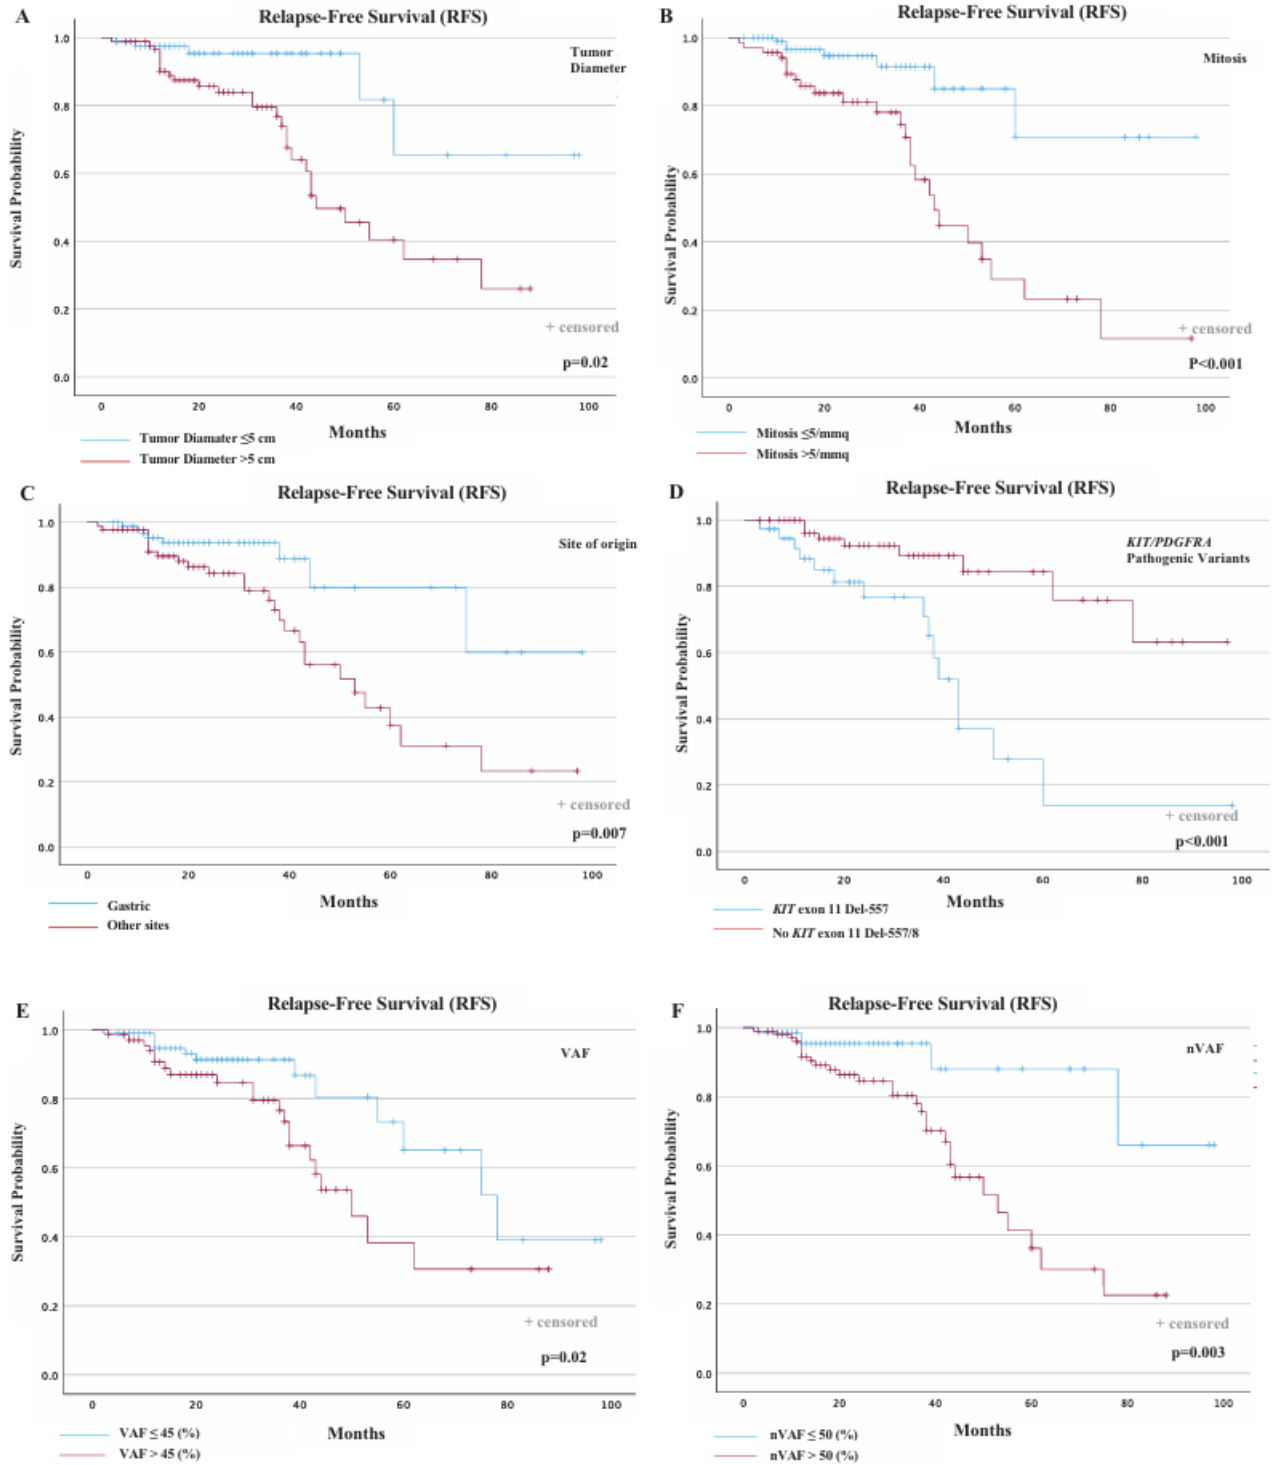 A
Relapse-Free Survival (RFS)
Tumor
Diameter
Survival Probability
1.0
0.8
0.6
0.4
0.2
0.0
+ censored
p=0.02
0 20 40 60 80 100
Months
Tumor Diamater ≤5 cm
Tumor Diameter >5 cm
B
Relapse-Free Survival (RFS)
Mitosis
Survival Probability
1.0
0.8
0.6
0.4
0.2
0.0
+ censored
P<0.001
0 20 40 60 80 100
Months
Mitosis ≤5/mmq
Mitosis >5/mmq
C
Relapse-Free Survival (RFS)
Site of origin
Survival Probability
1.0
0.8
0.6
0.4
0.2
0.0
+ censored
p=0.007
0 20 40 60 80 100
Months
Gastric
Other sites
D
Relapse-Free Survival (RFS)
KIT/PDGFRA
Pathogenic Variants
Survival Probability
1.0
0.8
0.6
0.4
0.2
0.0
+ censored
p<0.001
0 20 40 60 80 100
Months
KIT exon 11 Del-557
No KIT exon 11 Del-557/8
E
Relapse-Free Survival (RFS)
VAF
Survival Probability
1.0
0.8
0.6
0.4
0.2
0.0
+ censored
p=0.02
0 20 40 60 80 100
Months
VAF ≤ 45 (%)
VAF > 45 (%)
F
Relapse-Free Survival (RFS)
nVAF
Survival Probability
1.0
0.8
0.6
0.4
0.2
0.0
+ censored
p=0.003
0 20 40 60 80 100
Months
nVAF ≤ 50 (%)
nVAF > 50 (%)